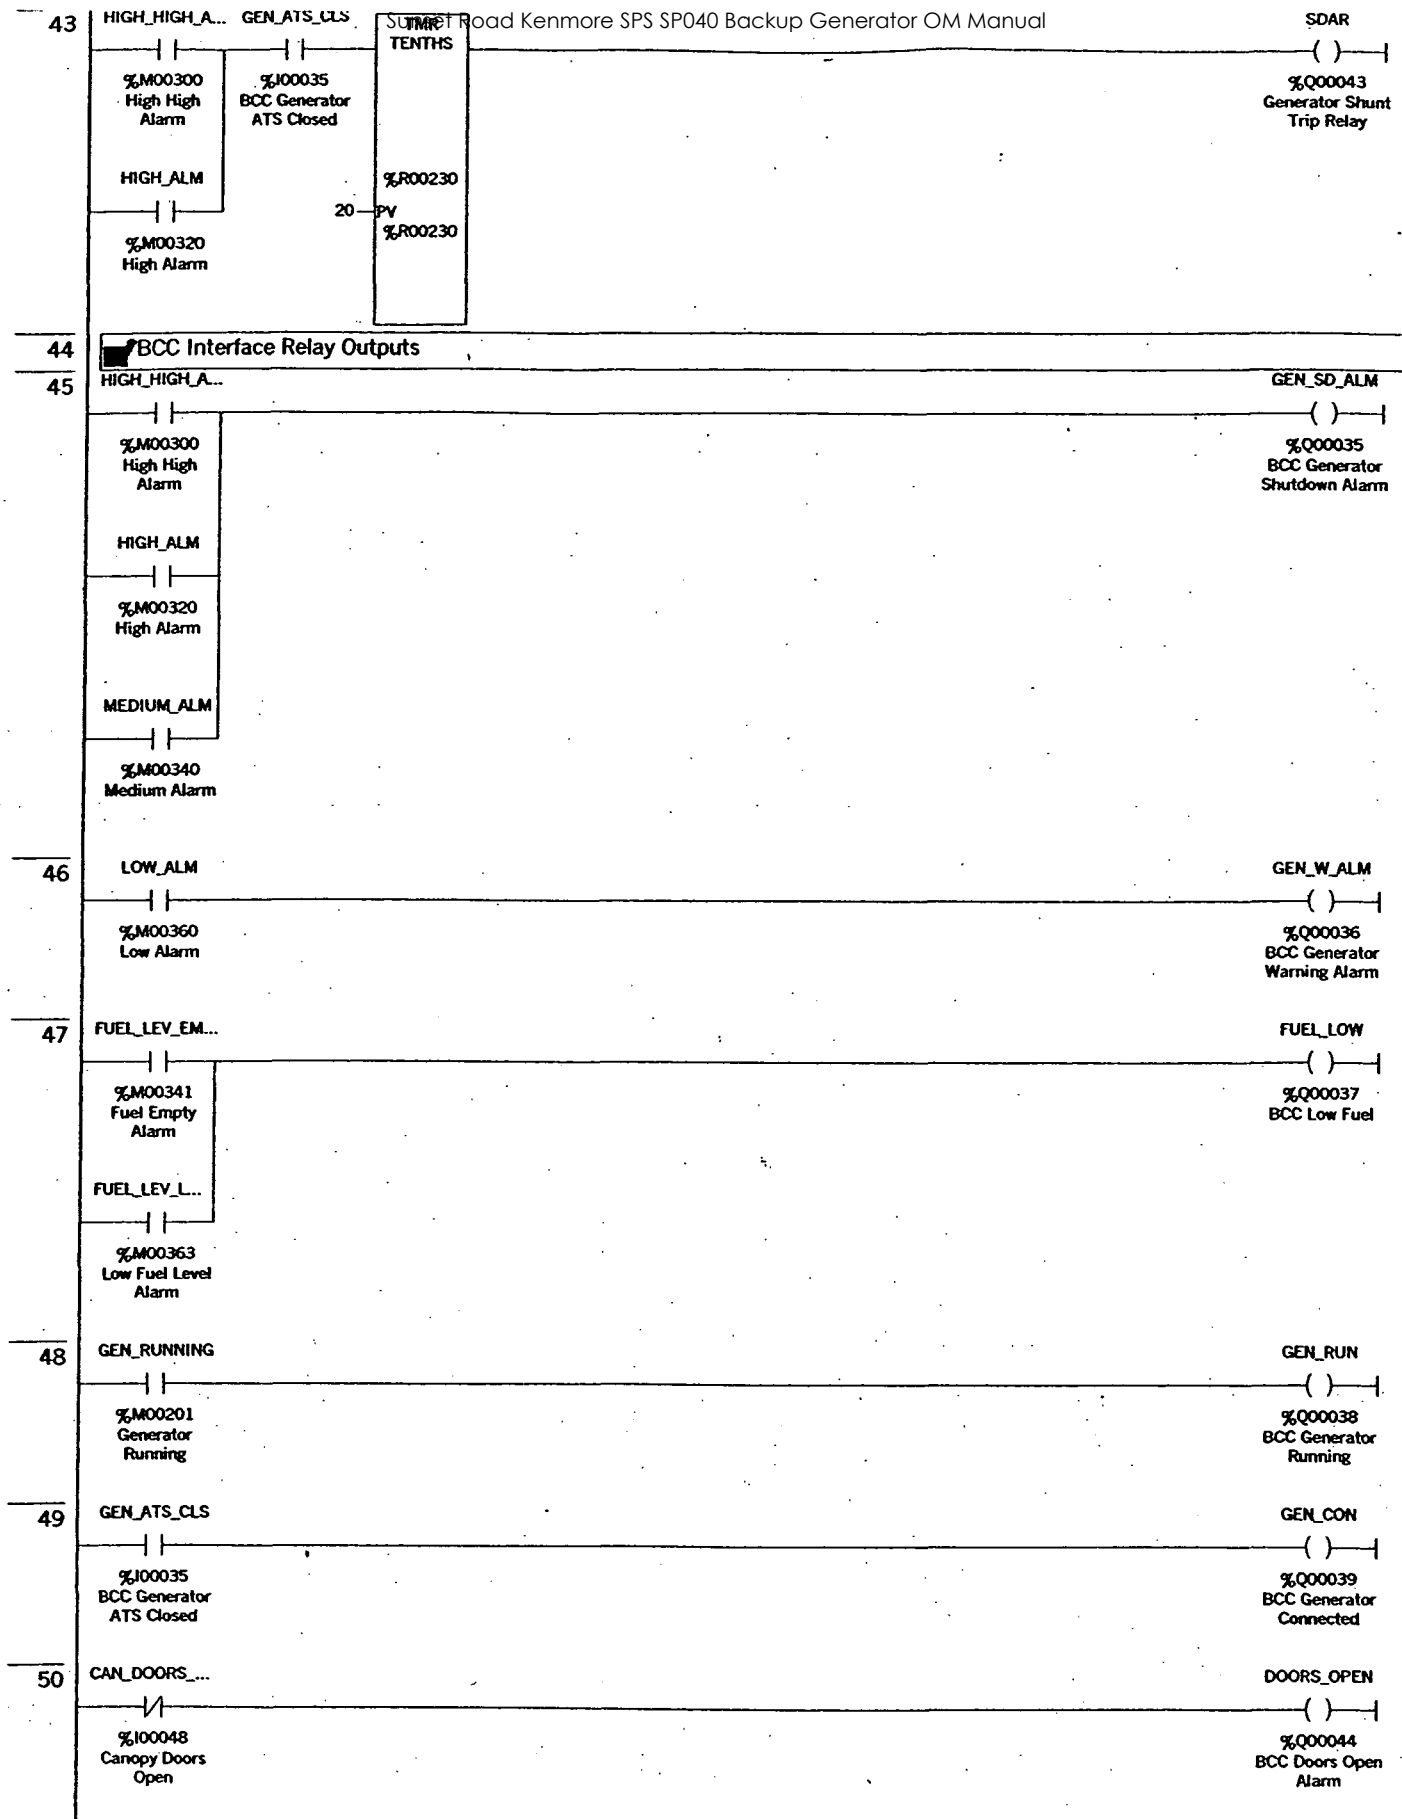 Sunset Road Kenmore SPS SP040 Backup Generator OM Manual
43
HIGH_HIGH_A...
GEN_ATS_CLS
TMR
TENTHS
SDAR
%M00300
High High
Alarm
%I00035
BCC Generator
ATS Closed
%Q00043
Generator Shunt
Trip Relay
HIGH_ALM
%R00230
20
PV
%R00230
%M00320
High Alarm
44
BCC Interface Relay Outputs
45
HIGH_HIGH_A...
GEN_SD_ALM
%M00300
High High
Alarm
%Q00035
BCC Generator
Shutdown Alarm
HIGH_ALM
%M00320
High Alarm
MEDIUM_ALM
%M00340
Medium Alarm
46
LOW_ALM
GEN_W_ALM
%M00360
Low Alarm
%Q00036
BCC Generator
Warning Alarm
47
FUEL_LEV_EM...
FUEL_LOW
%M00341
Fuel Empty
Alarm
%Q00037
BCC Low Fuel
FUEL_LEV_L...
%M00363
Low Fuel Level
Alarm
48
GEN_RUNNING
GEN_RUN
%M00201
Generator
Running
%Q00038
BCC Generator
Running
49
GEN_ATS_CLS
GEN_CON
%I00035
BCC Generator
ATS Closed
%Q00039
BCC Generator
Connected
50
CAN_DOORS_...
DOORS_OPEN
%I00048
Canopy Doors
Open
%Q00044
BCC Doors Open
Alarm